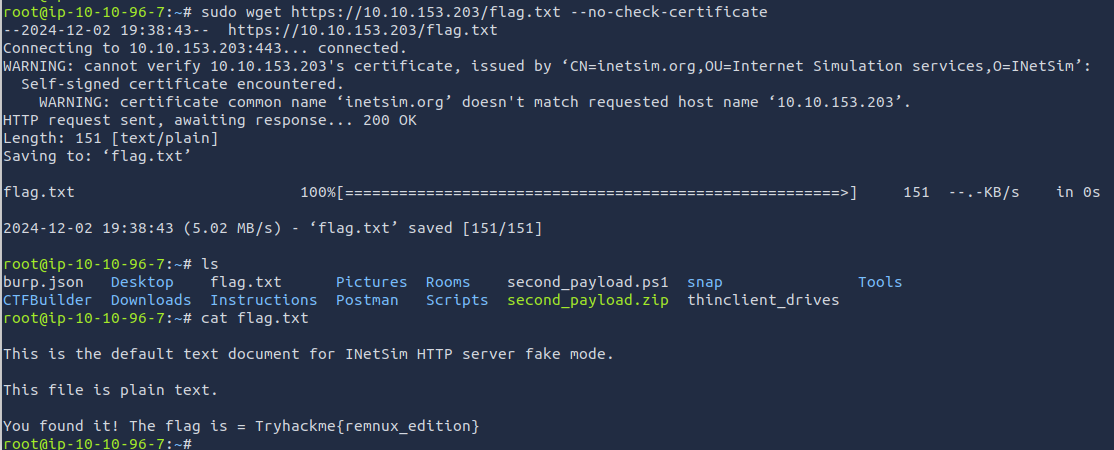 root@ip-10-10-96-7:~# sudo wget https://10.10.153.203/flag.txt --no-check-certificate
--2024-12-02 19:38:43--  https://10.10.153.203/flag.txt
Connecting to 10.10.153.203:443... connected.
WARNING: cannot verify 10.10.153.203's certificate, issued by ‘CN=inetsim.org,OU=Internet Simulation services,O=INetSim’:
  Self-signed certificate encountered.
    WARNING: certificate common name ‘inetsim.org’ doesn't match requested host name ‘10.10.153.203’.
HTTP request sent, awaiting response... 200 OK
Length: 151 [text/plain]
Saving to: ‘flag.txt’
flag.txt                         100%[=======================================================>]     151  --.-KB/s    in 0s
2024-12-02 19:38:43 (5.02 MB/s) - ‘flag.txt’ saved [151/151]
root@ip-10-10-96-7:~# ls
burp.json   Desktop    flag.txt      Pictures  Rooms    second_payload.ps1  snap               Tools
CTFBuilder  Downloads  Instructions  Postman   Scripts  second_payload.zip  thinclient_drives
root@ip-10-10-96-7:~# cat flag.txt
This is the default text document for INetSim HTTP server fake mode.
This file is plain text.
You found it! The flag is = Tryhackme{remnux_edition}
root@ip-10-10-96-7:~#